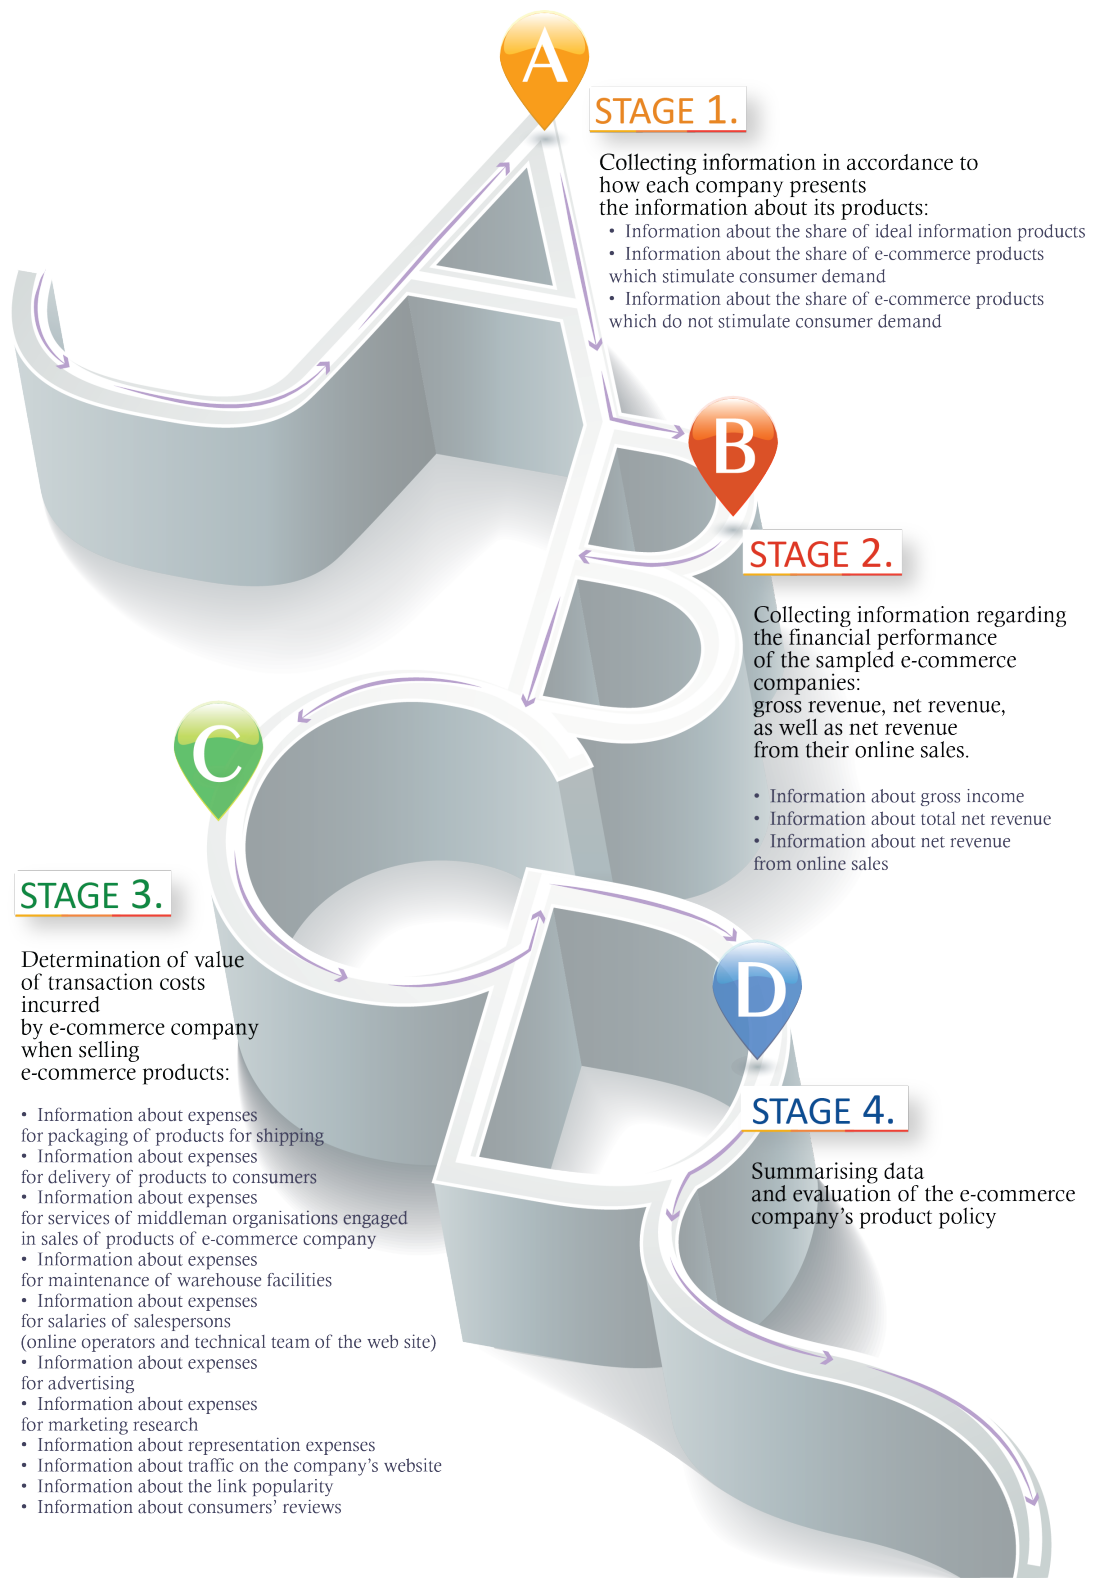 A
STAGE 1.
Collecting information in accordance to
how each company presents
the information about its products:
• Information about the share of ideal information products
• Information about the share of e-commerce products
which stimulate consumer demand
• Information about the share of e-commerce products
which do not stimulate consumer demand
B
STAGE 2.
Collecting information regarding
the financial performance
of the sampled e-commerce
companies:
gross revenue, net revenue,
as well as net revenue
from their online sales.
• Information about gross income
• Information about total net revenue
• Information about net revenue
from online sales
C
STAGE 3.
Determination of value
of transaction costs
incurred
by e-commerce company
when selling
e-commerce products:
• Information about expenses
for packaging of products for shipping
• Information about expenses
for delivery of products to consumers
• Information about expenses
for services of middleman organisations engaged
in sales of products of e-commerce company
• Information about expenses
for maintenance of warehouse facilities
• Information about expenses
for salaries of salespersons
(online operators and technical team of the web site)
• Information about expenses
for advertising
• Information about expenses
for marketing research
• Information about representation expenses
• Information about traffic on the company's website
• Information about the link popularity
• Information about consumers' reviews
D
STAGE 4.
Summarising data
and evaluation of the e-commerce
company's product policy